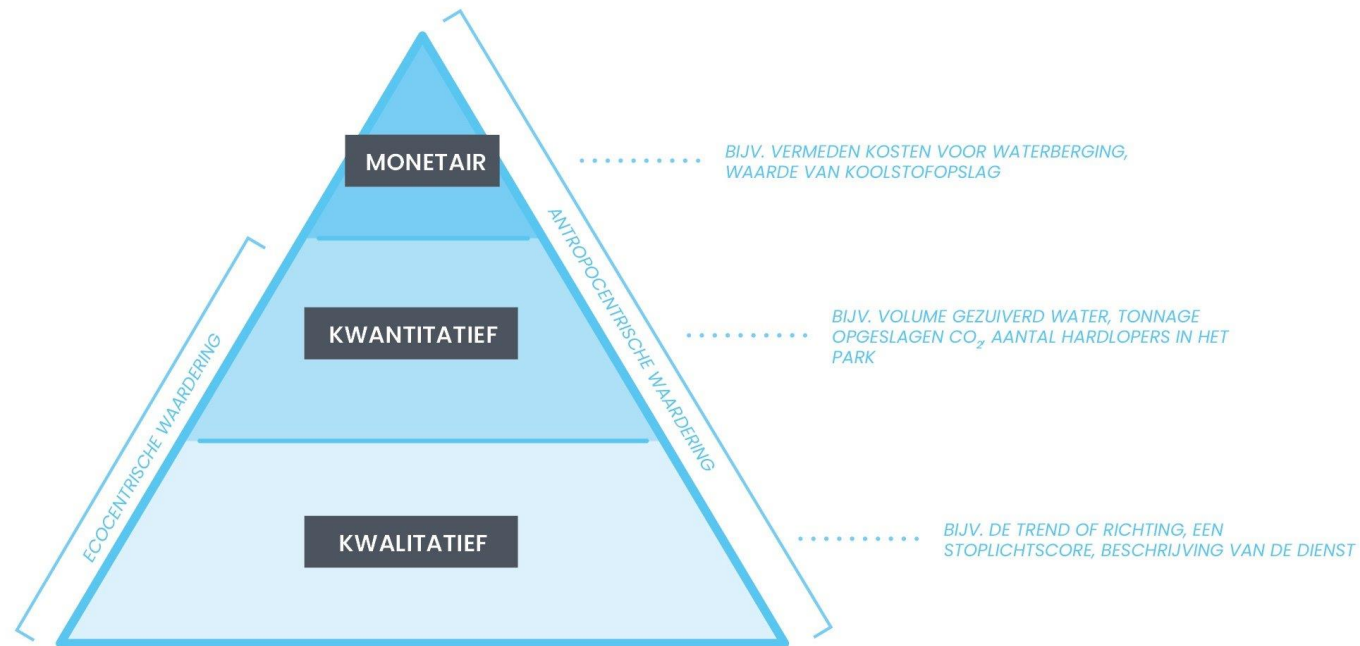 MONETAIR
BIJV. VERMEDEN KOSTEN VOOR WATERBERGING,
WAARDE VAN KOOLSTOFOPSLAG
ANTROPOCENTRISCHE WAARDERING
ECOCENTRISCHE WAARDERING
KWANTITATIEF
BIJV. VOLUME GEZUIVERD WATER, TONNAGE
OPGESLAGEN CO₂, AANTAL HARDLOPERS IN HET
PARK
KWALITATIEF
BIJV. DE TREND OF RICHTING, EEN
STOPLICHTSCORE, BESCHRIJVING VAN DE DIENST